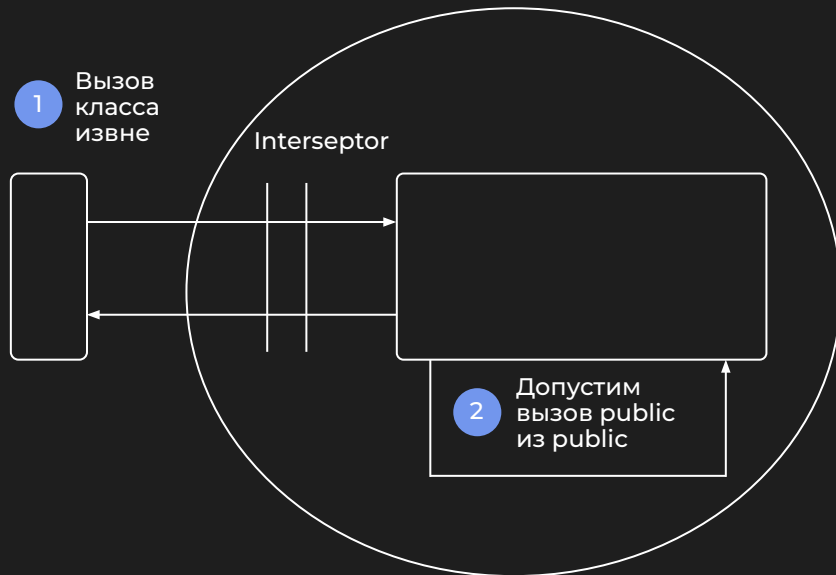 1
Вызов
класса
извне
Interseptor
2
Допустим
вызов public
из public